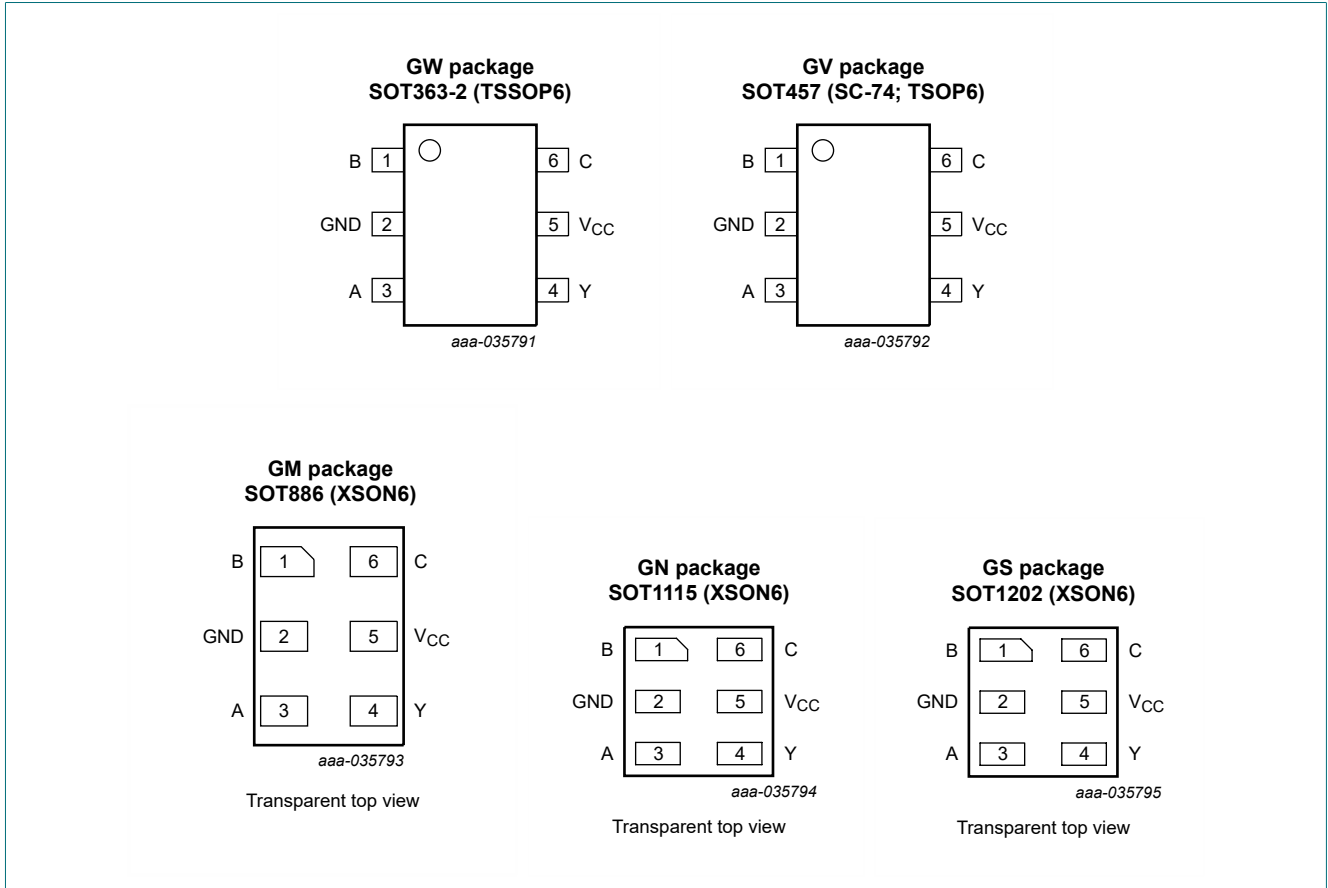 GW package
SOT363-2 (TSSOP6)
B 1 6 C
GND 2 5 VCC
A 3 4 Y
aaa-035791
GV package
SOT457 (SC-74; TSOP6)
B 1 6 C
GND 2 5 VCC
A 3 4 Y
aaa-035792
GM package
SOT886 (XSON6)
B 1 6 C
GND 2 5 VCC
A 3 4 Y
aaa-035793
Transparent top view
GN package
SOT1115 (XSON6)
B 1 6 C
GND 2 5 VCC
A 3 4 Y
aaa-035794
Transparent top view
GS package
SOT1202 (XSON6)
B 1 6 C
GND 2 5 VCC
A 3 4 Y
aaa-035795
Transparent top view